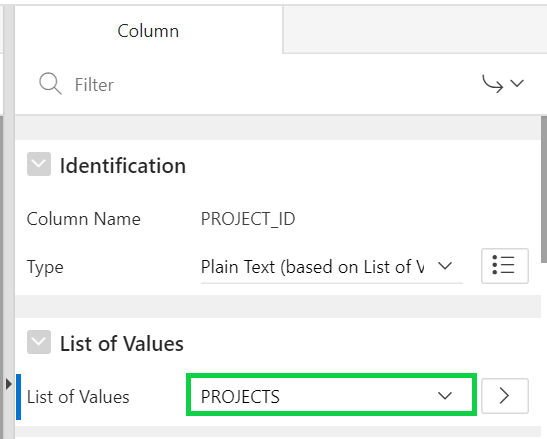 Column
Filter
Identification
Column Name PROJECT_ID
Type Plain Text (based on List of V
List of Values
List of Values PROJECTS